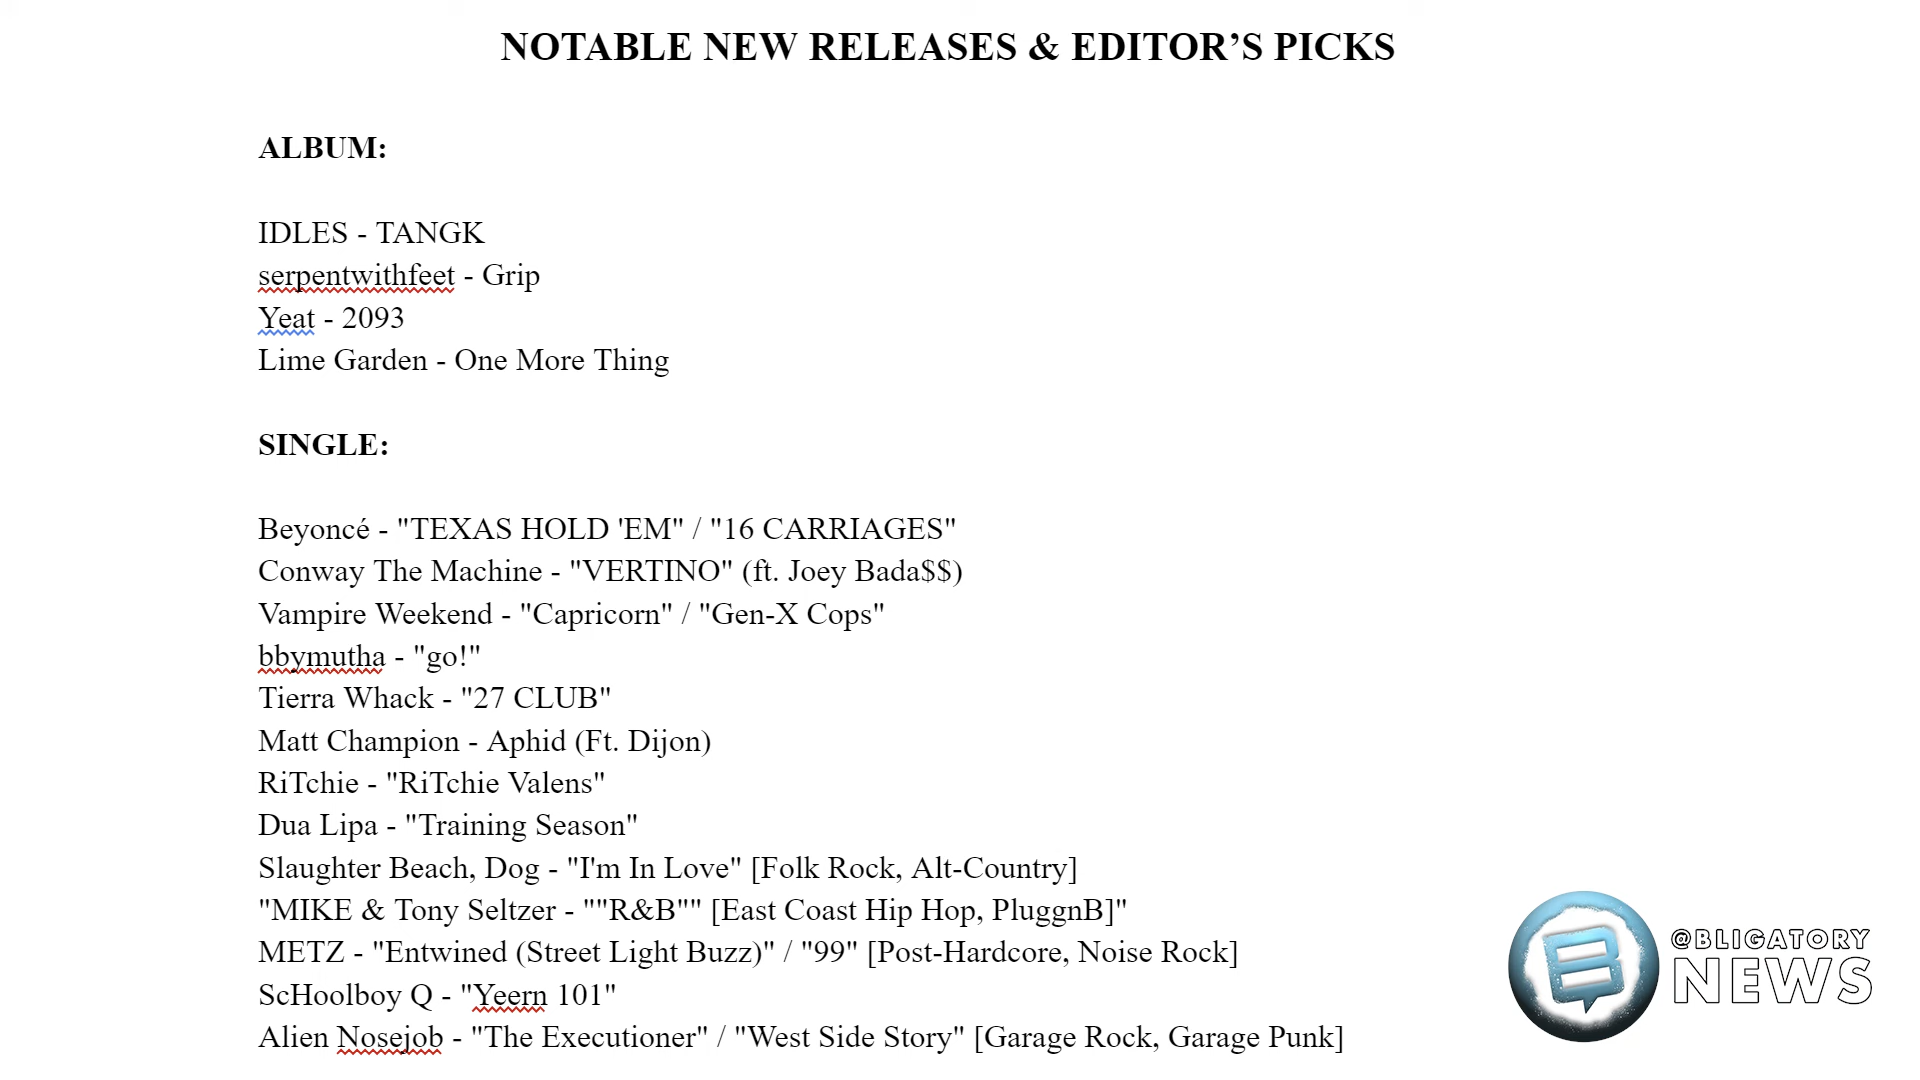 NOTABLE NEW RELEASES & EDITOR’S PICKS
ALBUM:
IDLES - TANGK
serpentwithfeet - Grip
Yeat - 2093
Lime Garden - One More Thing
SINGLE:
Beyoncé - "TEXAS HOLD 'EM" / "16 CARRIAGES"
Conway The Machine - "VERTINO" (ft. Joey Bada$$)
Vampire Weekend - "Capricorn" / "Gen-X Cops"
bbymutha - "go!"
Tierra Whack - "27 CLUB"
Matt Champion - Aphid (Ft. Dijon)
RiTchie - "RiTchie Valens"
Dua Lipa - "Training Season"
Slaughter Beach, Dog - "I'm In Love" [Folk Rock, Alt-Country]
"MIKE & Tony Seltzer - ""R&B"" [East Coast Hip Hop, PluggnB]"
METZ - "Entwined (Street Light Buzz)" / "99" [Post-Hardcore, Noise Rock]
ScHoolboy Q - "Yeern 101"
Alien Nosejob - "The Executioner" / "West Side Story" [Garage Rock, Garage Punk]
@BLIGATORY
NEWS